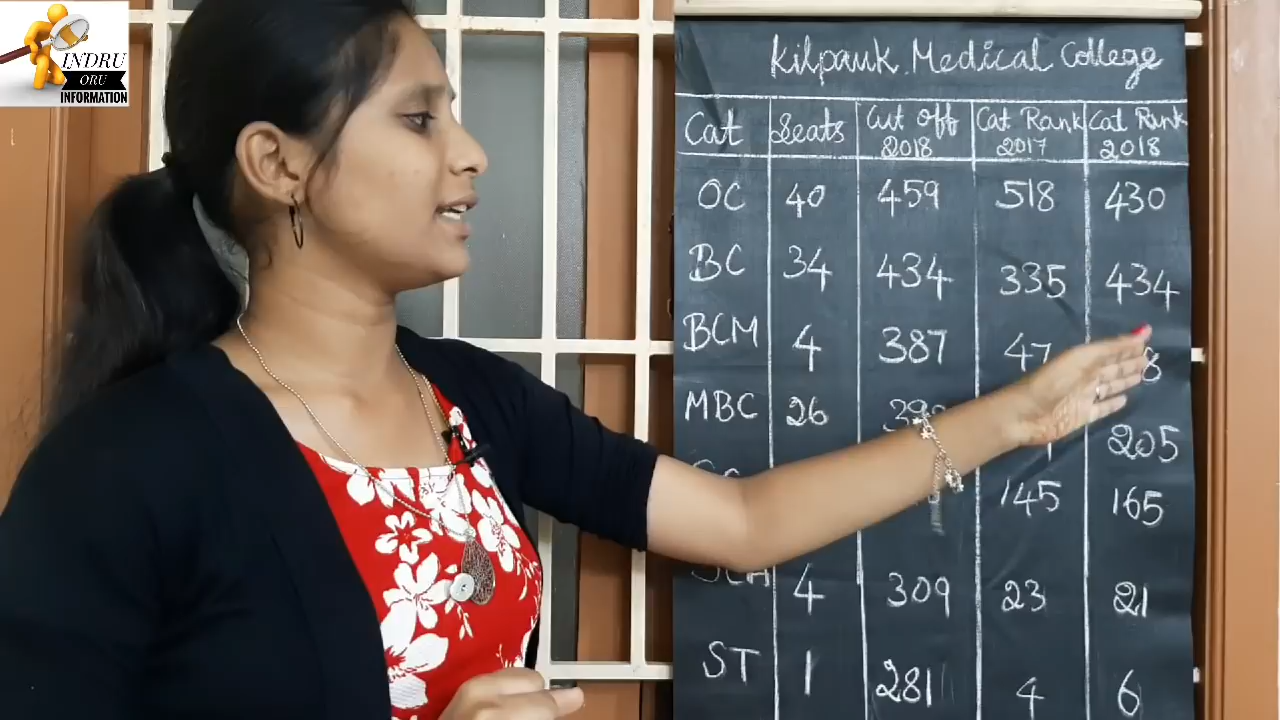 INDRU
ORU
INFORMATION
Kilpauk Medical College
Cat Seats Cut Off 2018 Cat Rank 2017 Cat Rank 2018
OC 40 459 518 430
BC 34 434 335 434
BCM 4 387 47
MBC 26 205
145 165
4 309 23 21
ST 1 281 4 6